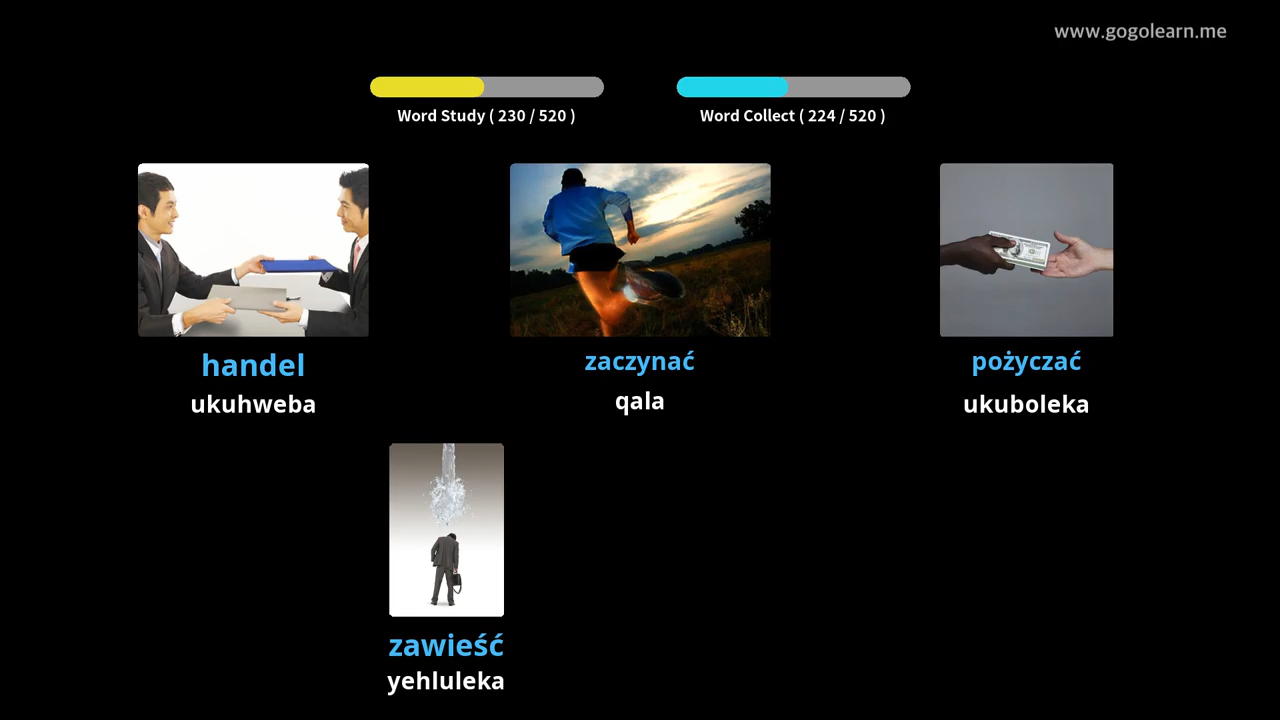 www.gogolearn.me
Word Study ( 230 / 520 )
Word Collect ( 224 / 520 )
handel
ukuhweba
zaczynać
qala
pożyczać
ukuboleka
zawieść
yehluleka